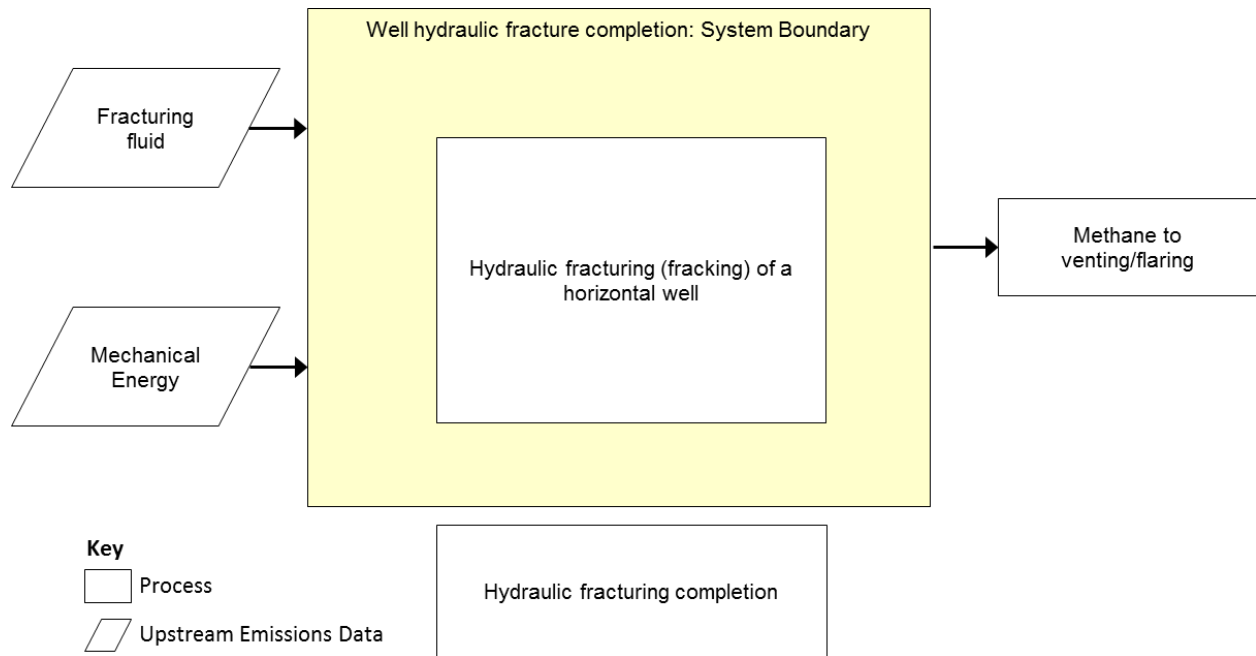 Well hydraulic fracture completion: System Boundary
Fracturing
fluid
Hydraulic fracturing (fracking) of a
horizontal well
Methane to
venting/flaring
Mechanical
Energy
Key
Process
Upstream Emissions Data
Hydraulic fracturing completion